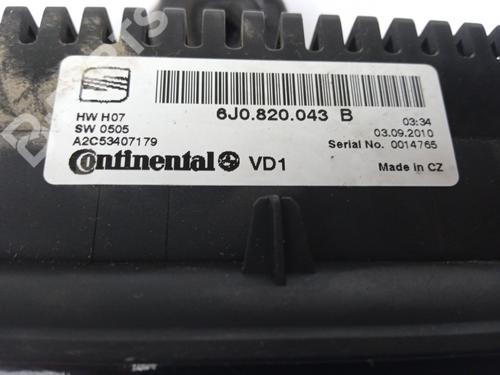 6J0.820.043 B
HW H07
SW 0505
A2C53407179
03:34
03.09.2010
Serial No. 0014765
Continental VD1
Made in CZ